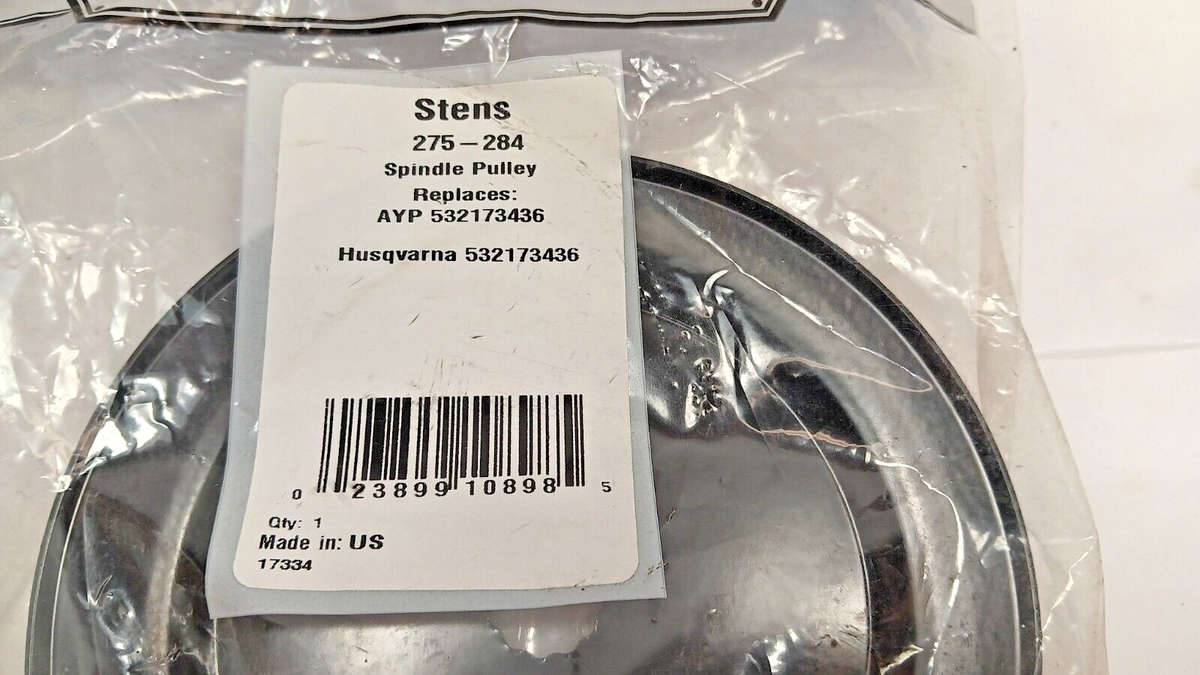 Stens
275-284
Spindle Pulley
Replaces:
AYP 532173436
Husqvarna 532173436
0 23899 10898 5
Qty: 1
Made in: US
17334